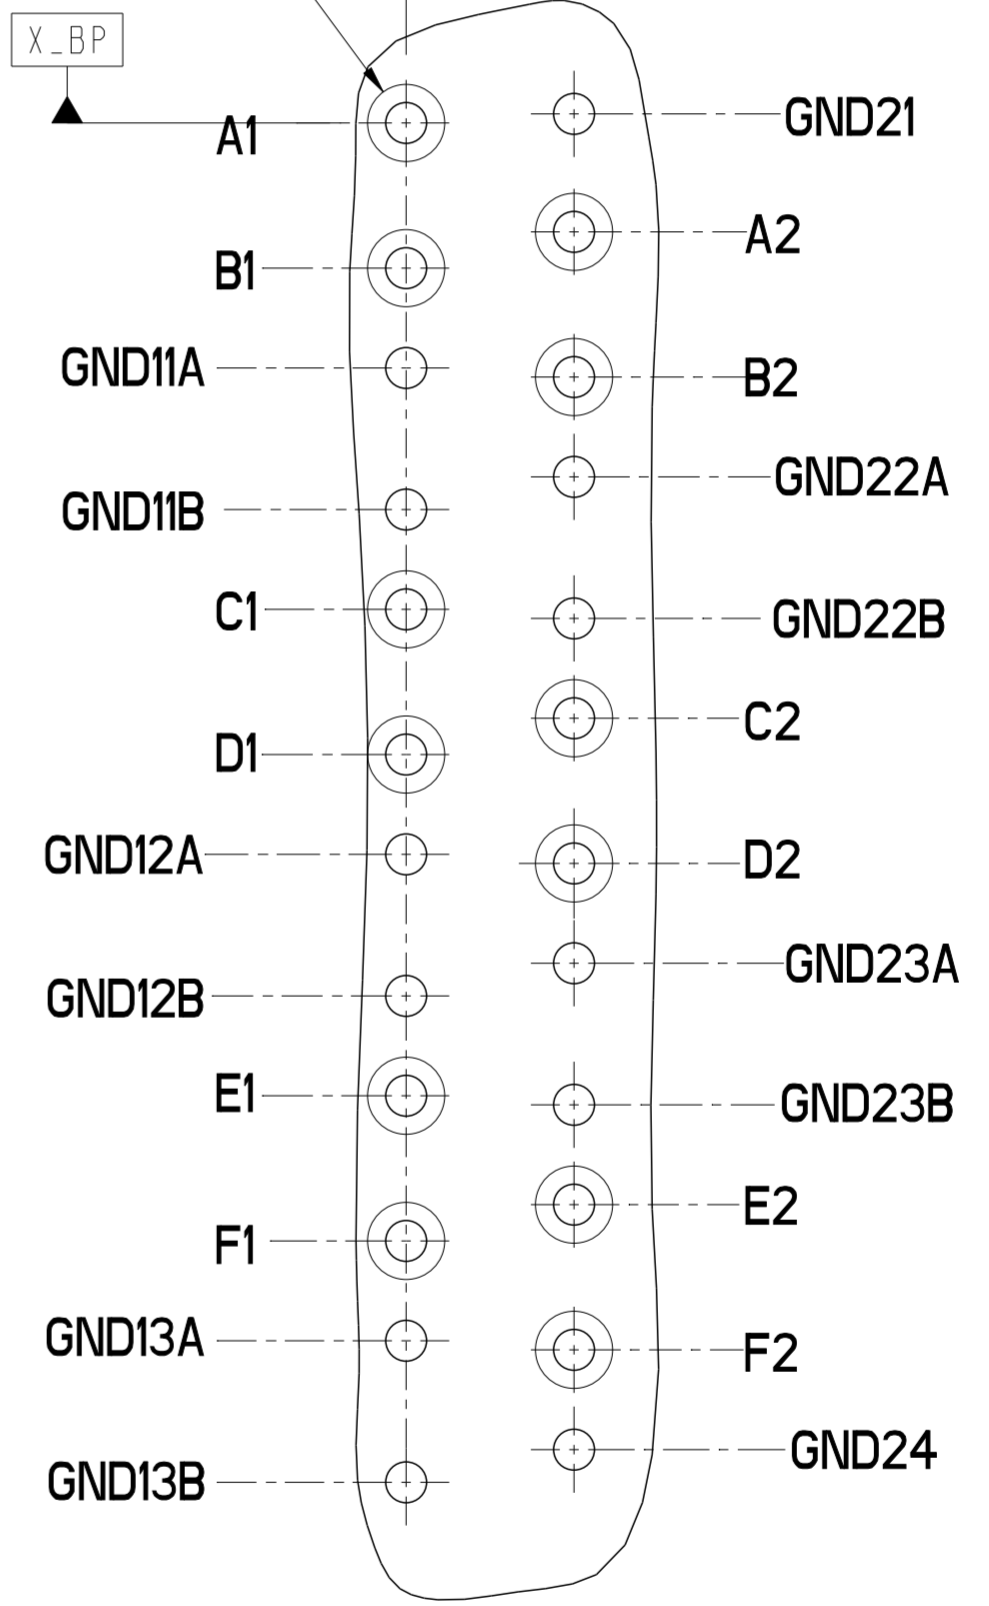 X_BP
A1
GND21
A2
B1
GND11A
B2
GND22A
GND11B
C1
GND22B
C2
D1
GND12A
D2
GND23A
GND12B
E1
GND23B
E2
F1
GND13A
F2
GND24
GND13B